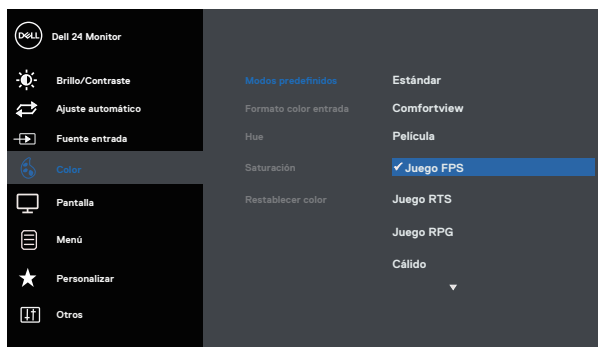 DELL Dell 24 Monitor
Brillo/Contraste
Ajuste automático
Fuente entrada
Color
Pantalla
Menú
Personalizar
Otros
Modos predefinidos
Formato color entrada
Hue
Saturación
Restablecer color
Estándar
Comfortview
Película
✓ Juego FPS
Juego RTS
Juego RPG
Cálido